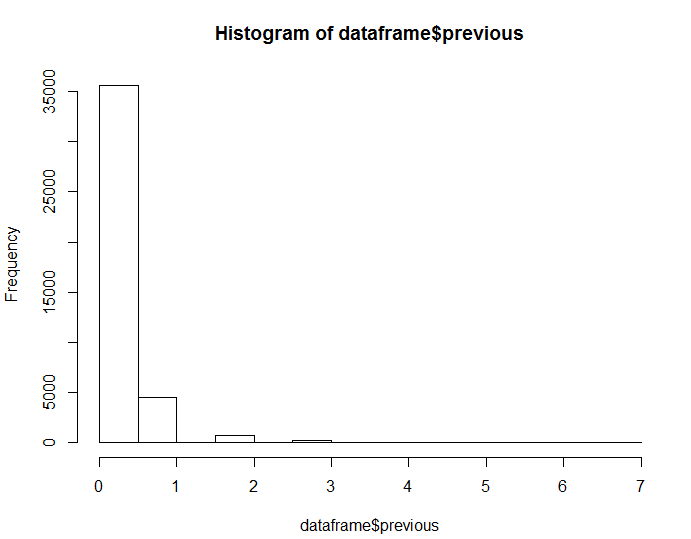 Histogram of dataframe$previous
Frequency
35000
25000
15000
5000
0
0 1 2 3 4 5 6 7
dataframe$previous